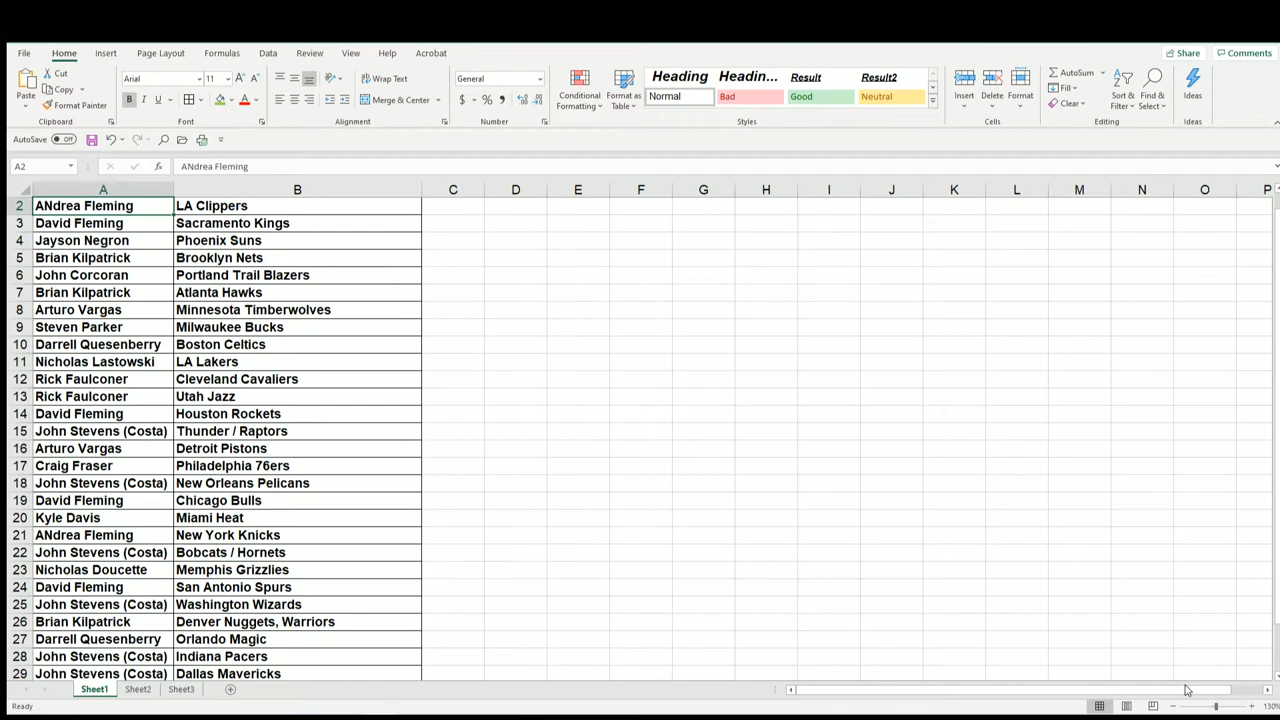 File Home Insert Page Layout Formulas Data Review View Help Acrobat Share Comments
Cut
Copy
Format Painter
Paste
Clipboard
Arial 11
B I U
Font
Wrap Text
Merge & Center
Alignment
General
$ % 9
Number
Conditional Formatting
Format as Table
Heading Headin... Result Result2
Normal Bad Good Neutral
Styles
Insert Delete Format
Cells
AutoSum
Fill
Clear
Sort & Filter
Find & Select
Editing
Ideas
Ideas
AutoSave Off
A2 fx ANdrea Fleming
A B C D E F G H I J K L M N O P
2 ANdrea Fleming LA Clippers
3 David Fleming Sacramento Kings
4 Jayson Negron Phoenix Suns
5 Brian Kilpatrick Brooklyn Nets
6 John Corcoran Portland Trail Blazers
7 Brian Kilpatrick Atlanta Hawks
8 Arturo Vargas Minnesota Timberwolves
9 Steven Parker Milwaukee Bucks
10 Darrell Quesenberry Boston Celtics
11 Nicholas Lastowski LA Lakers
12 Rick Faulconer Cleveland Cavaliers
13 Rick Faulconer Utah Jazz
14 David Fleming Houston Rockets
15 John Stevens (Costa) Thunder / Raptors
16 Arturo Vargas Detroit Pistons
17 Craig Fraser Philadelphia 76ers
18 John Stevens (Costa) New Orleans Pelicans
19 David Fleming Chicago Bulls
20 Kyle Davis Miami Heat
21 ANdrea Fleming New York Knicks
22 John Stevens (Costa) Bobcats / Hornets
23 Nicholas Doucette Memphis Grizzlies
24 David Fleming San Antonio Spurs
25 John Stevens (Costa) Washington Wizards
26 Brian Kilpatrick Denver Nuggets, Warriors
27 Darrell Quesenberry Orlando Magic
28 John Stevens (Costa) Indiana Pacers
29 John Stevens (Costa) Dallas Mavericks
Sheet1 Sheet2 Sheet3
Ready 130%